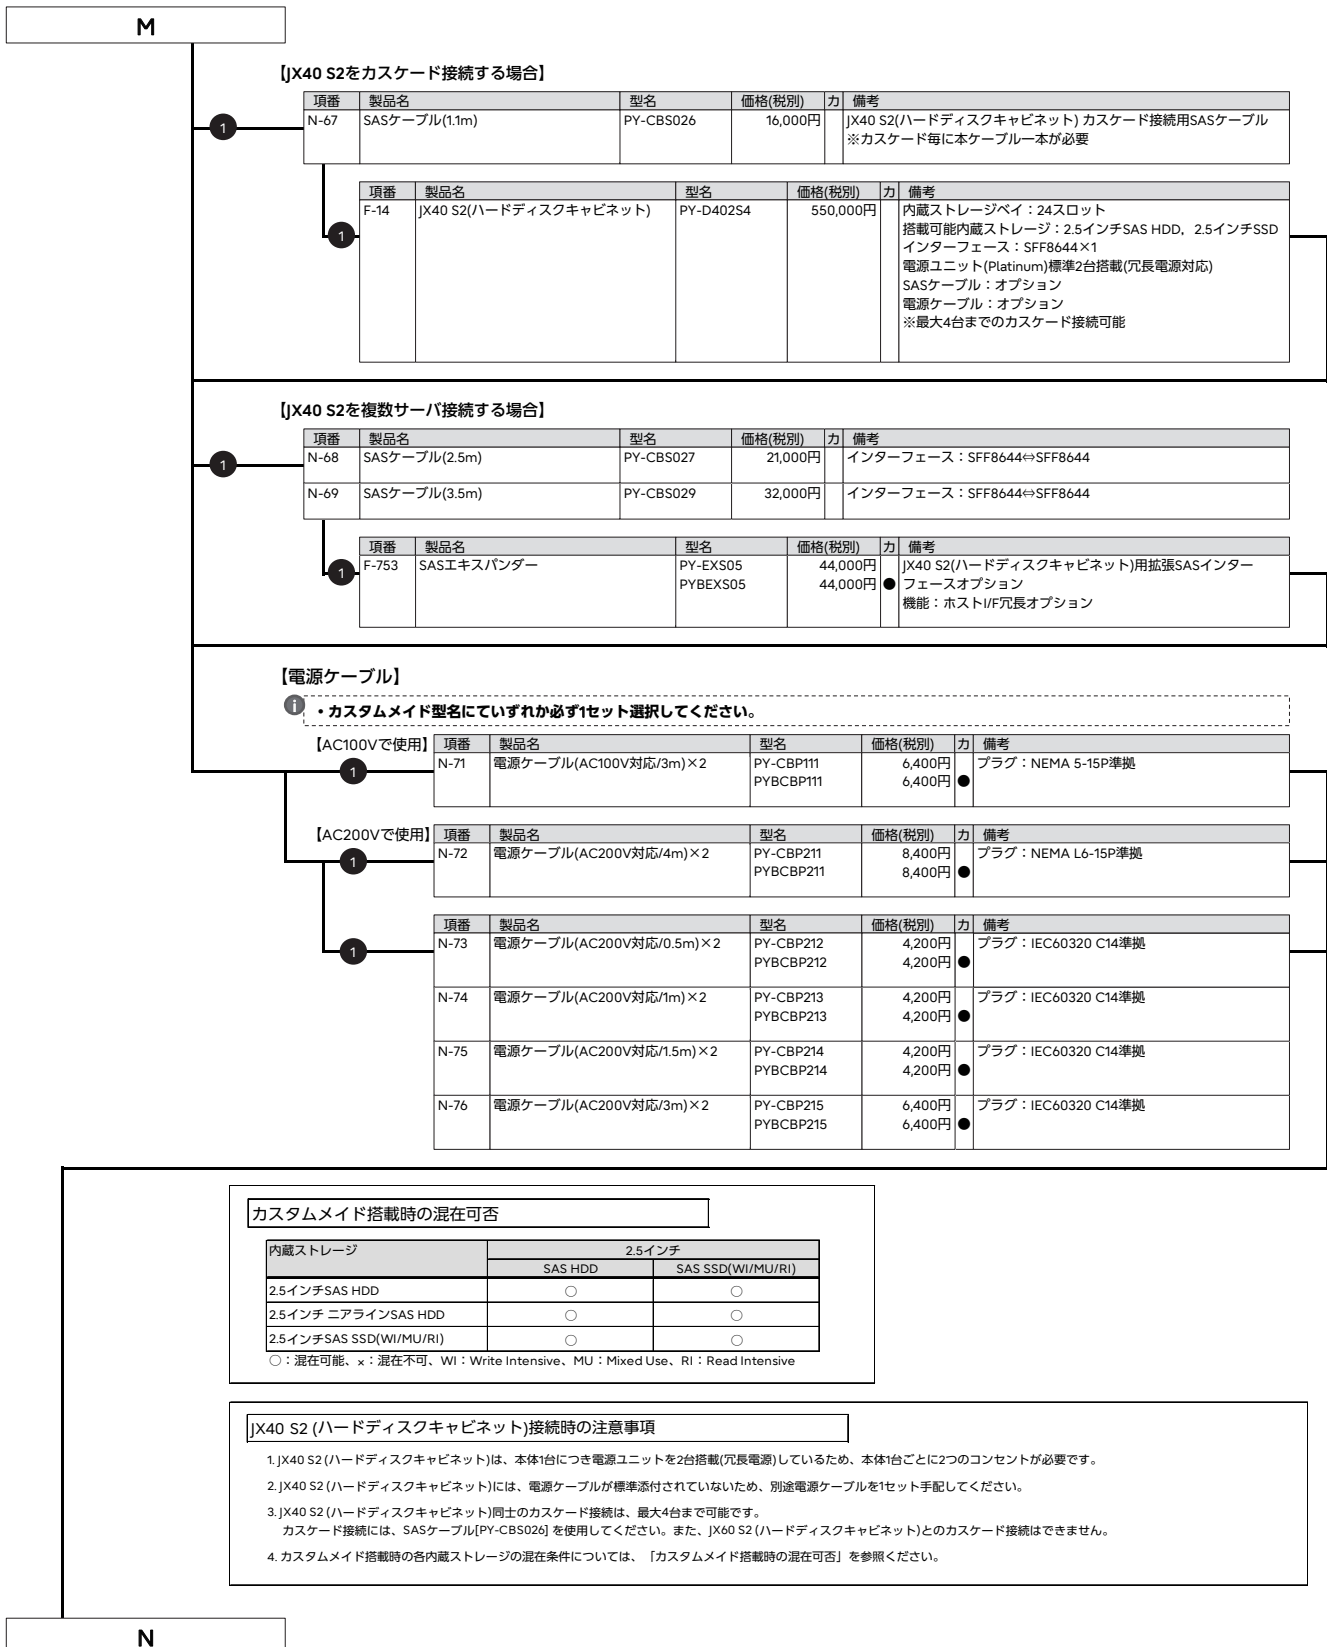 M
【JX40 S2をカスケード接続する場合】
項番 製品名 型名 価格(税別) カ 備考
1 N-67 SASケーブル(1.1m) PY-CBS026 16,000円 JX40 S2(ハードディスクキャビネット) カスケード接続用SASケーブル
※カスケード毎に本ケーブル一本が必要
項番 製品名 型名 価格(税別) カ 備考
F-14 JX40 S2(ハードディスクキャビネット) PY-D402S4 550,000円 内蔵ストレージベイ：24スロット
1 搭載可能内蔵ストレージ：2.5インチSAS HDD，2.5インチSSD
インターフェース：SFF8644×1
電源ユニット(Platinum)標準2台搭載(冗長電源対応)
SASケーブル：オプション
電源ケーブル：オプション
※最大4台までのカスケード接続可能
【JX40 S2を複数サーバ接続する場合】
項番 製品名 型名 価格(税別) カ 備考
1 N-68 SASケーブル(2.5m) PY-CBS027 21,000円 インターフェース：SFF8644⇔SFF8644
N-69 SASケーブル(3.5m) PY-CBS029 32,000円 インターフェース：SFF8644⇔SFF8644
項番 製品名 型名 価格(税別) カ 備考
1 F-753 SASエキスパンダー PY-EXS05 44,000円 JX40 S2(ハードディスクキャビネット)用拡張SASインター
PYBEXS05 44,000円 ● フェースオプション
機能：ホストI/F冗長オプション
【電源ケーブル】
i ・カスタムメイド型名にていずれか必ず1セット選択してください。
【AC100Vで使用】 項番 製品名 型名 価格(税別) カ 備考
1 N-71 電源ケーブル(AC100V対応/3m)×2 PY-CBP111 6,400円 プラグ：NEMA 5-15P準拠
PYBCBP111 6,400円 ●
【AC200Vで使用】 項番 製品名 型名 価格(税別) カ 備考
1 N-72 電源ケーブル(AC200V対応/4m)×2 PY-CBP211 8,400円 プラグ：NEMA L6-15P準拠
PYBCBP211 8,400円 ●
項番 製品名 型名 価格(税別) カ 備考
1 N-73 電源ケーブル(AC200V対応/0.5m)×2 PY-CBP212 4,200円 プラグ：IEC60320 C14準拠
PYBCBP212 4,200円 ●
N-74 電源ケーブル(AC200V対応/1m)×2 PY-CBP213 4,200円 プラグ：IEC60320 C14準拠
PYBCBP213 4,200円 ●
N-75 電源ケーブル(AC200V対応/1.5m)×2 PY-CBP214 4,200円 プラグ：IEC60320 C14準拠
PYBCBP214 4,200円 ●
N-76 電源ケーブル(AC200V対応/3m)×2 PY-CBP215 6,400円 プラグ：IEC60320 C14準拠
PYBCBP215 6,400円 ●
カスタムメイド搭載時の混在可否
内蔵ストレージ 2.5インチ
SAS HDD SAS SSD(WI/MU/RI)
2.5インチSAS HDD ○ ○
2.5インチ ニアラインSAS HDD ○ ○
2.5インチSAS SSD(WI/MU/RI) ○ ○
○：混在可能、×：混在不可、WI：Write Intensive、MU：Mixed Use、RI：Read Intensive
JX40 S2 (ハードディスクキャビネット)接続時の注意事項
1. JX40 S2 (ハードディスクキャビネット)は、本体1台につき電源ユニットを2台搭載(冗長電源)しているため、本体1台ごとに2つのコンセントが必要です。
2. JX40 S2 (ハードディスクキャビネット)には、電源ケーブルが標準添付されていないため、別途電源ケーブルを1セット手配してください。
3. JX40 S2 (ハードディスクキャビネット)同士のカスケード接続は、最大4台まで可能です。
カスケード接続には、SASケーブル[PY-CBS026] を使用してください。また、JX60 S2 (ハードディスクキャビネット)とのカスケード接続はできません。
4. カスタムメイド搭載時の各内蔵ストレージの混在条件については、「カスタムメイド搭載時の混在可否」を参照ください。
N